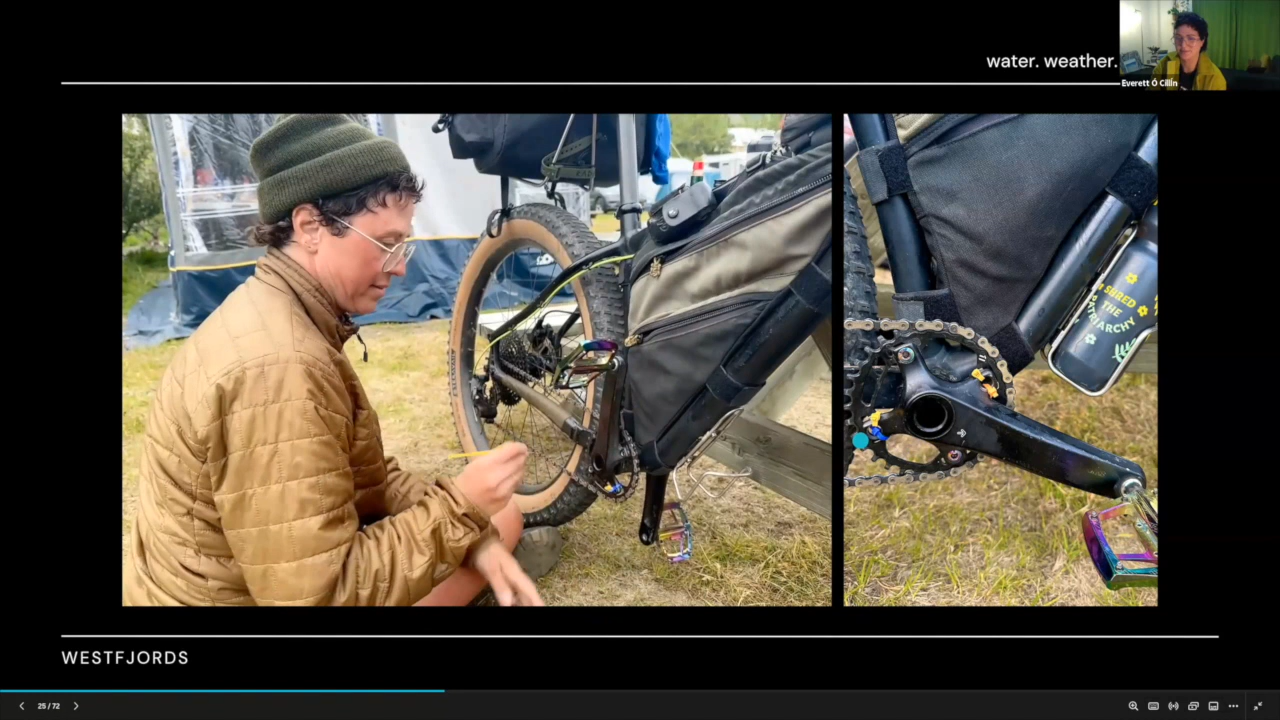 water. weather.
Everett Ó Cillín
I SHRED
THE
PATRIARCHY
WESTFJORDS
25 / 72